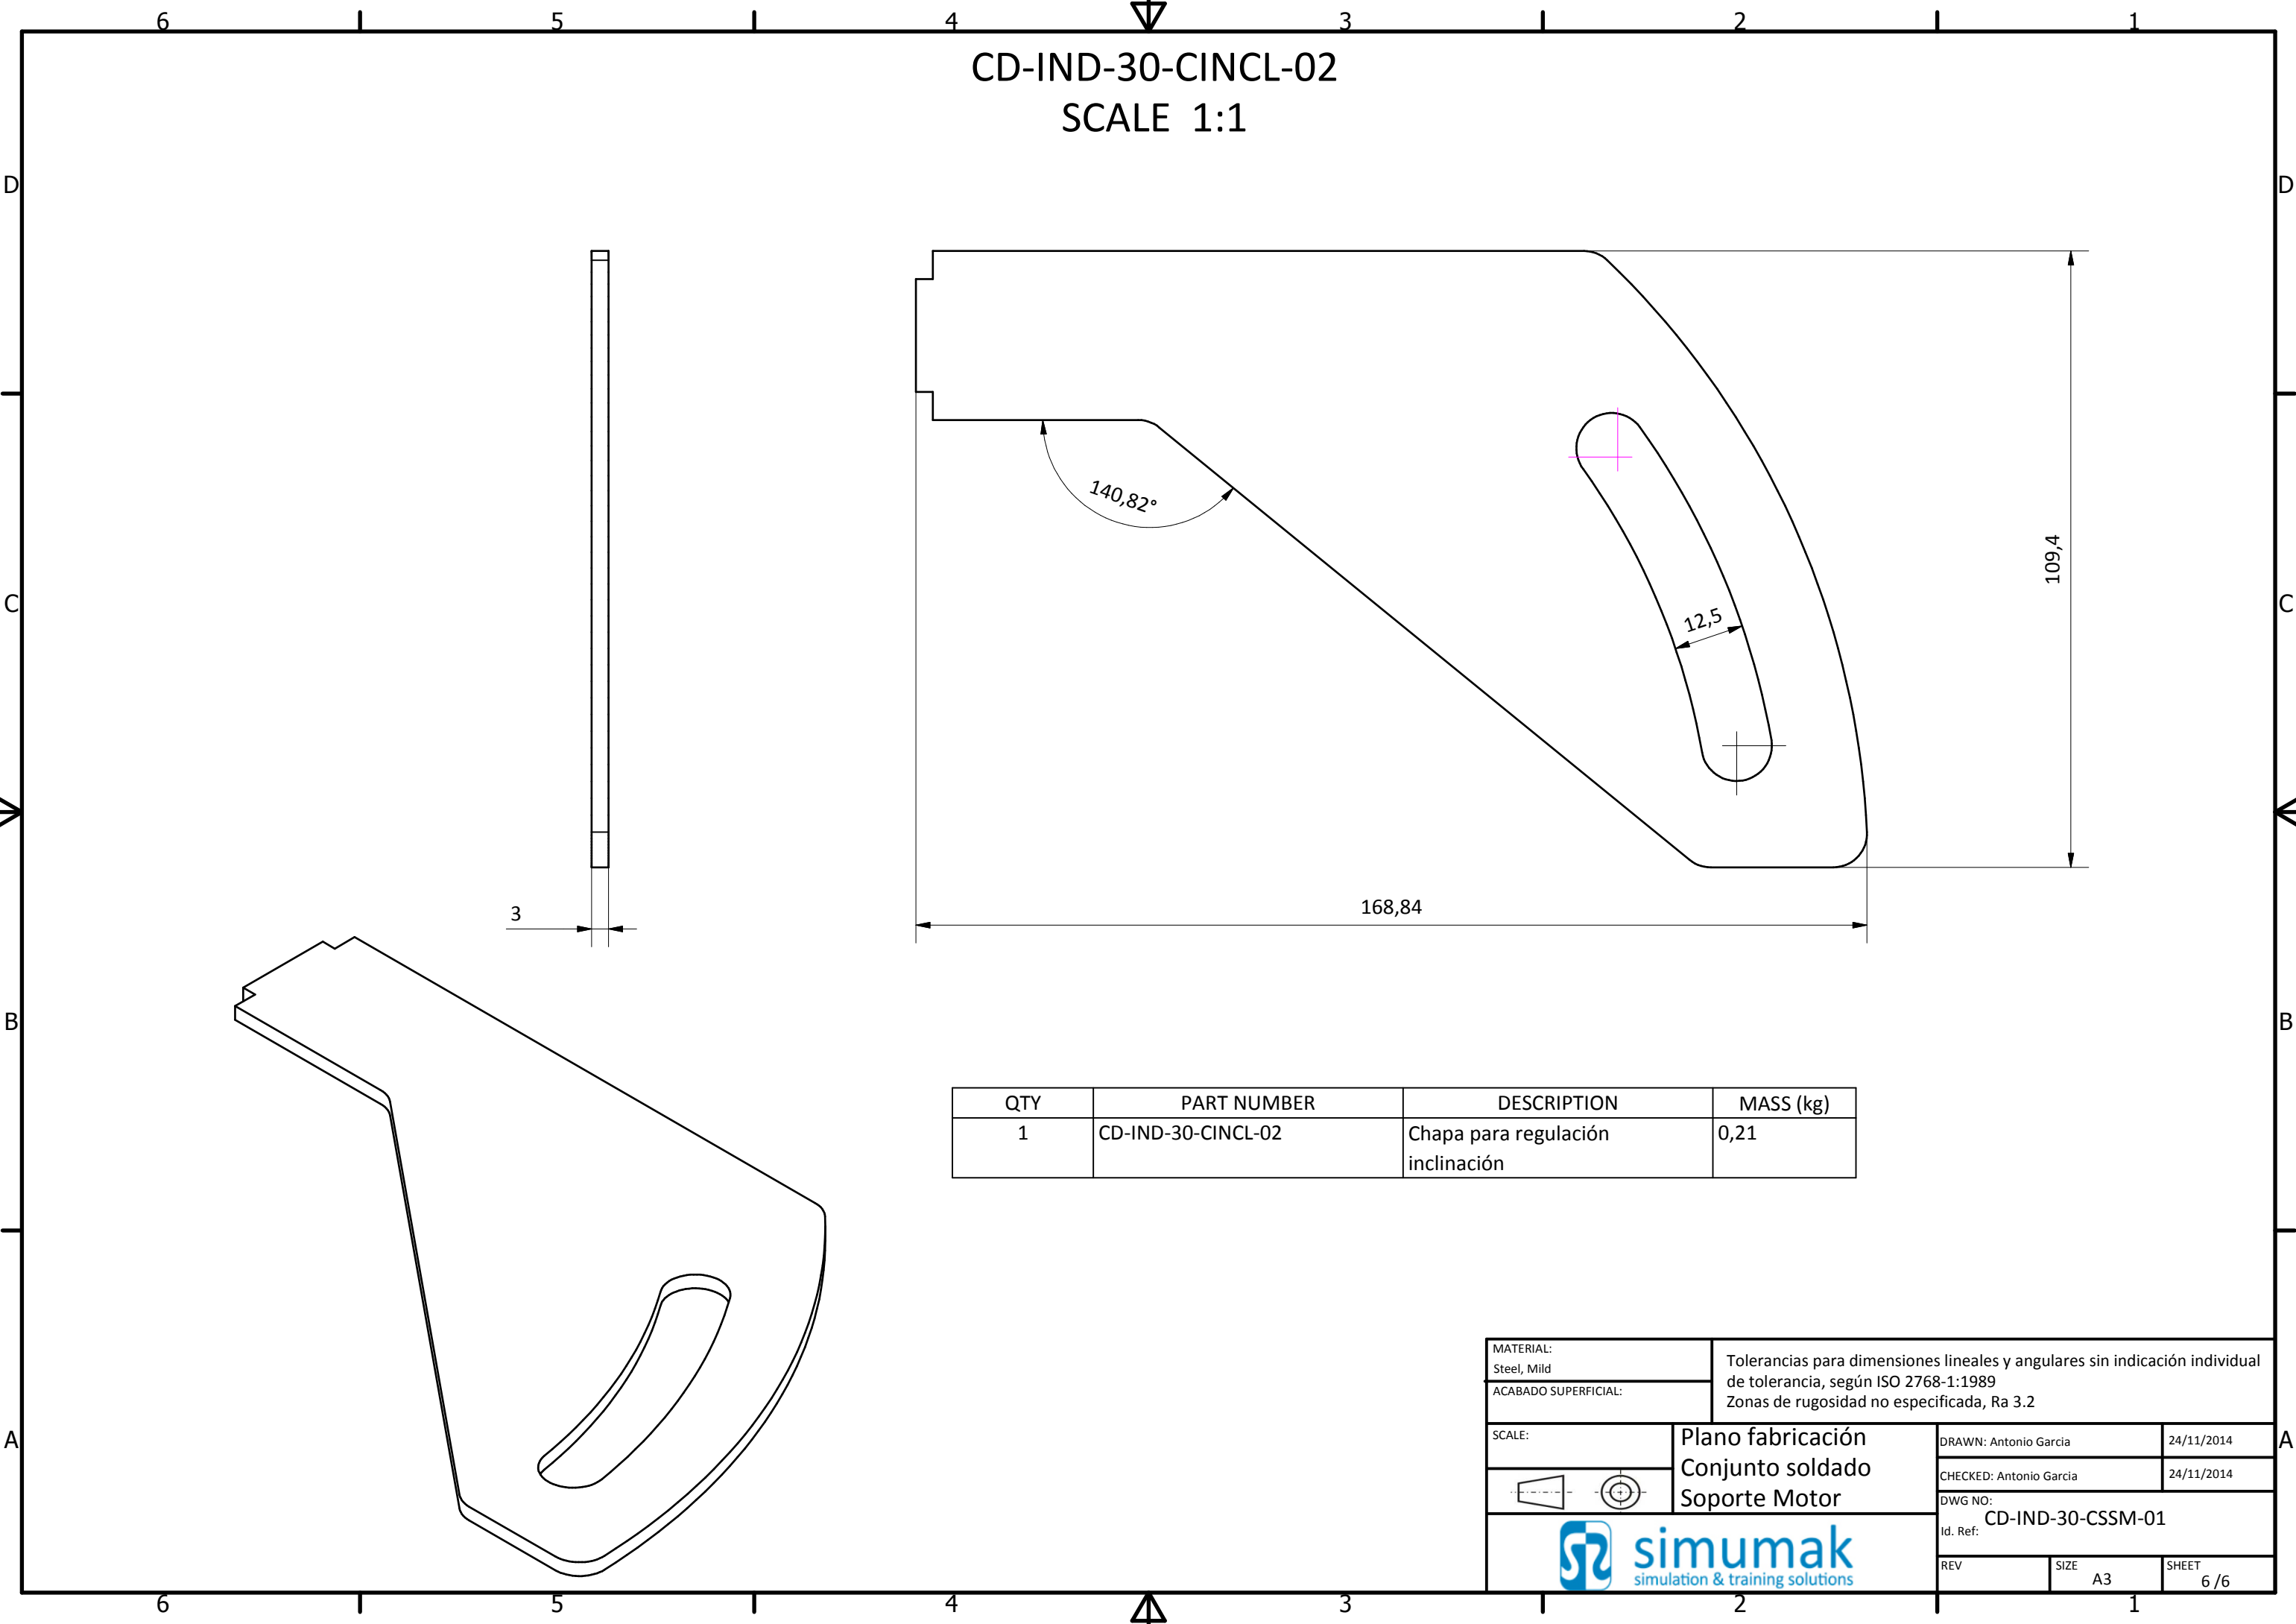 6 5 4 3 2 1
CD-IND-30-CINCL-02
SCALE 1:1
D D
140,82°
109,4
C C
12,5
168,84
3
B B
QTY PART NUMBER DESCRIPTION MASS (kg)
1 CD-IND-30-CINCL-02 Chapa para regulación 0,21
inclinación
MATERIAL:
Steel, Mild
ACABADO SUPERFICIAL:
Tolerancias para dimensiones lineales y angulares sin indicación individual
de tolerancia, según ISO 2768-1:1989
Zonas de rugosidad no especificada, Ra 3.2
A A
SCALE:
Plano fabricación
Conjunto soldado
Soporte Motor
DRAWN: Antonio Garcia 24/11/2014
CHECKED: Antonio Garcia 24/11/2014
DWG NO:
CD-IND-30-CSSM-01
Id. Ref:
simumak
simulation & training solutions
REV SIZE SHEET
A3 6 /6
6 5 4 3 2 1